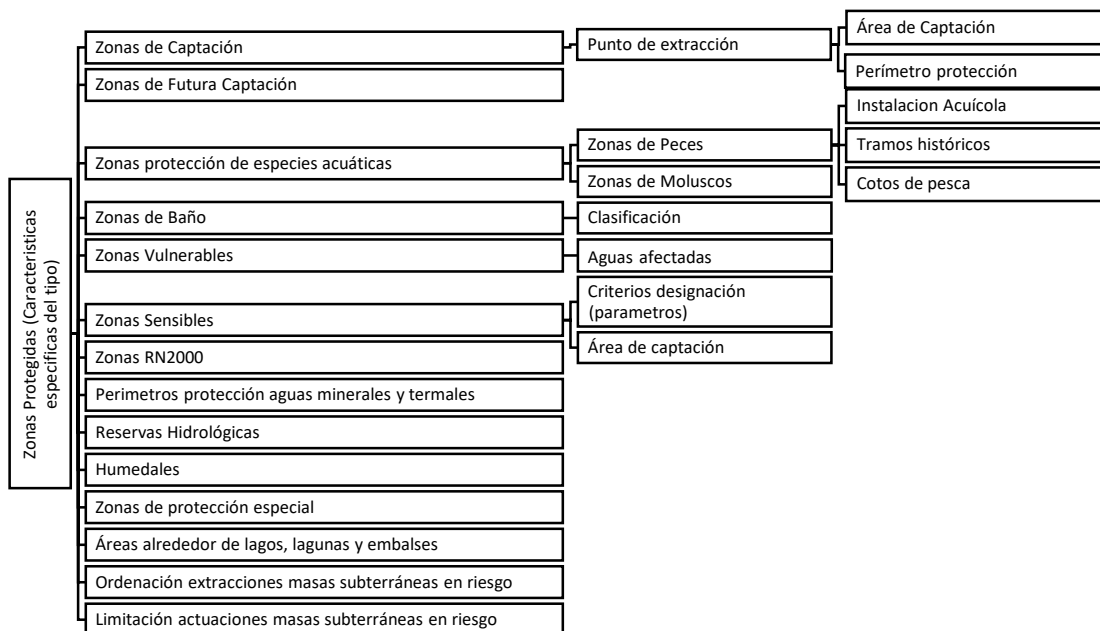 Zonas Protegidas (Caracteristicas
especificas del tipo)
Zonas de Captación
Punto de extracción
Área de Captación
Perímetro protección
Zonas de Futura Captación
Zonas protección de especies acuáticas
Zonas de Peces
Instalacion Acuícola
Tramos históricos
Cotos de pesca
Zonas de Moluscos
Zonas de Baño
Clasificación
Zonas Vulnerables
Aguas afectadas
Zonas Sensibles
Criterios designación
(parametros)
Área de captación
Zonas RN2000
Perimetros protección aguas minerales y termales
Reservas Hidrológicas
Humedales
Zonas de protección especial
Áreas alrededor de lagos, lagunas y embalses
Ordenación extracciones masas subterráneas en riesgo
Limitación actuaciones masas subterráneas en riesgo